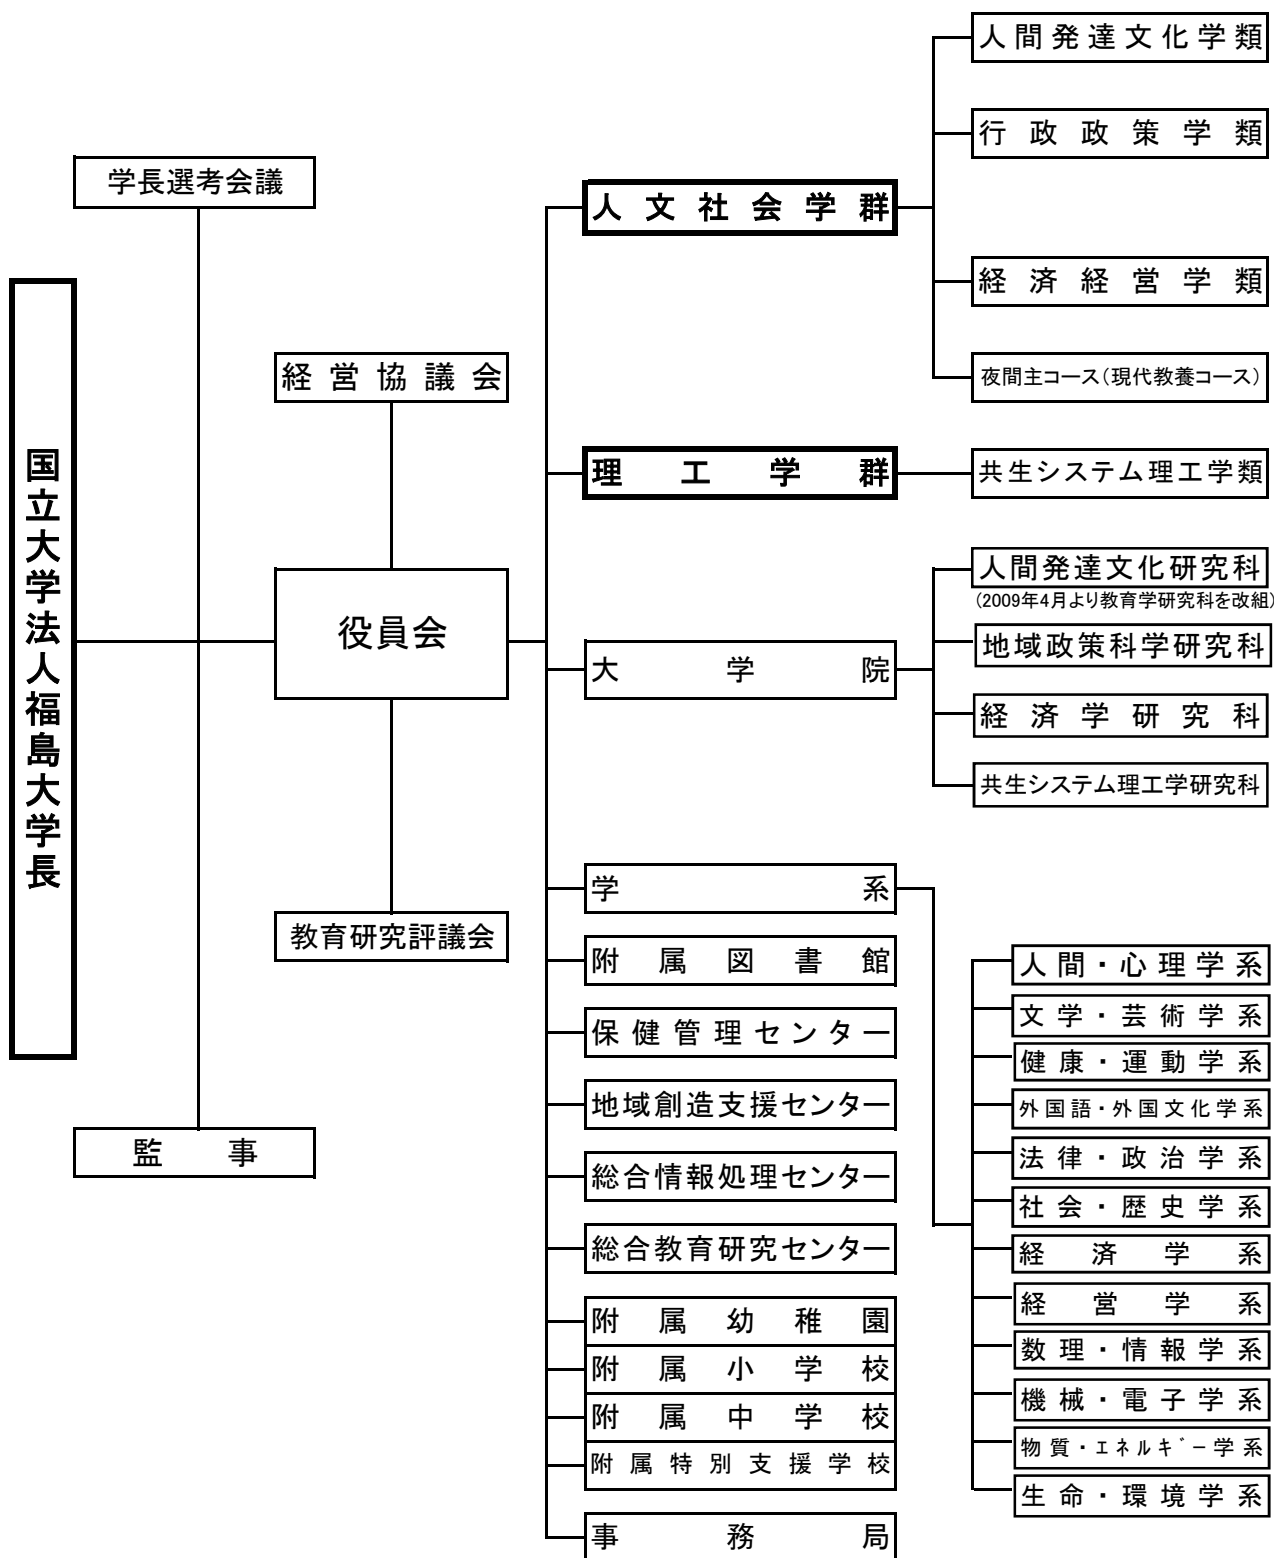 国立大学法人福島大学長
学長選考会議
監事
経営協議会
役員会
教育研究評議会
人文社会学群
人間発達文化学類
行政政策学類
経済経営学類
夜間主コース(現代教養コース)
理工学群
共生システム理工学類
大学院
人間発達文化研究科
(2009年4月より教育学研究科を改組)
地域政策科学研究科
経済学研究科
共生システム理工学研究科
学系
人間・心理学系
文学・芸術学系
健康・運動学系
外国語・外国文化学系
法律・政治学系
社会・歴史学系
経済学系
経営学系
数理・情報学系
機械・電子学系
物質・エネルギー学系
生命・環境学系
附属図書館
保健管理センター
地域創造支援センター
総合情報処理センター
総合教育研究センター
附属幼稚園
附属小学校
附属中学校
附属特別支援学校
事務局